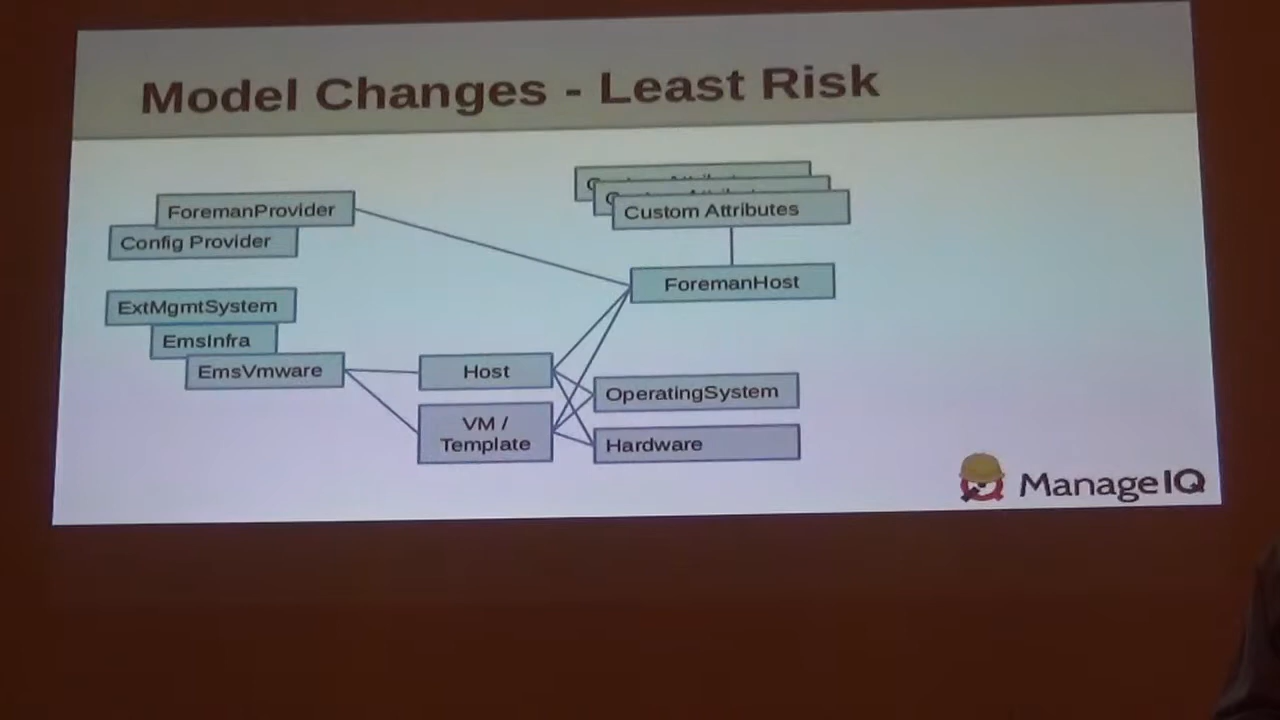 Model Changes - Least Risk
ForemanProvider
Config Provider
Custom Attributes
ForemanHost
ExtMgmtSystem
EmsInfra
EmsVmware
Host
VM /
Template
OperatingSystem
Hardware
ManageIQ